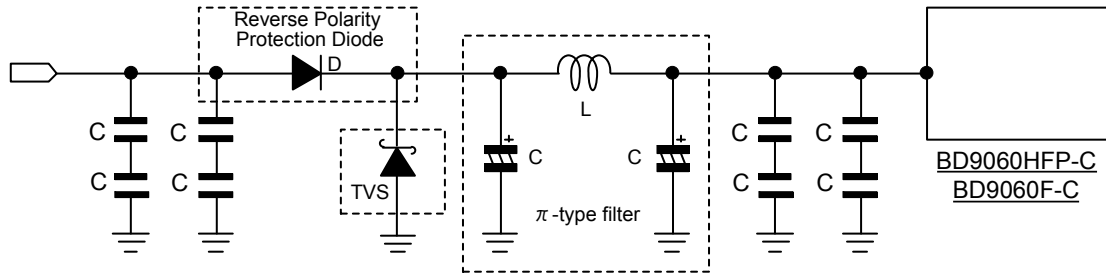 Reverse Polarity
Protection Diode
D
L
C
C
C
C
C
C
C
C
C
C
TVS
π-type filter
BD9060HFP-C
BD9060F-C